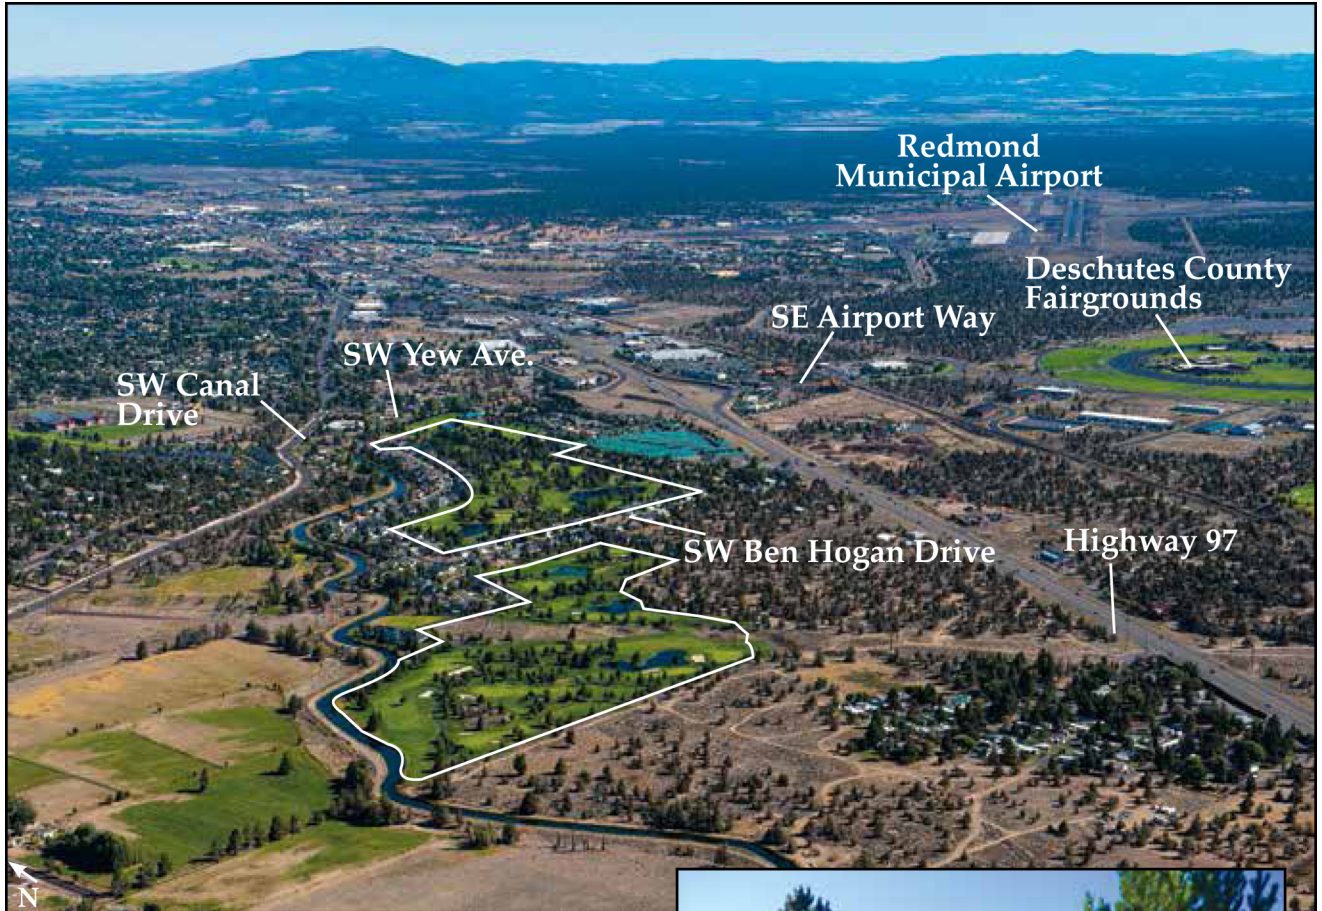 Redmond
Municipal Airport
Deschutes County
Fairgrounds
SE Airport Way
SW Yew Ave.
SW Canal
Drive
SW Ben Hogan Drive
Highway 97
N